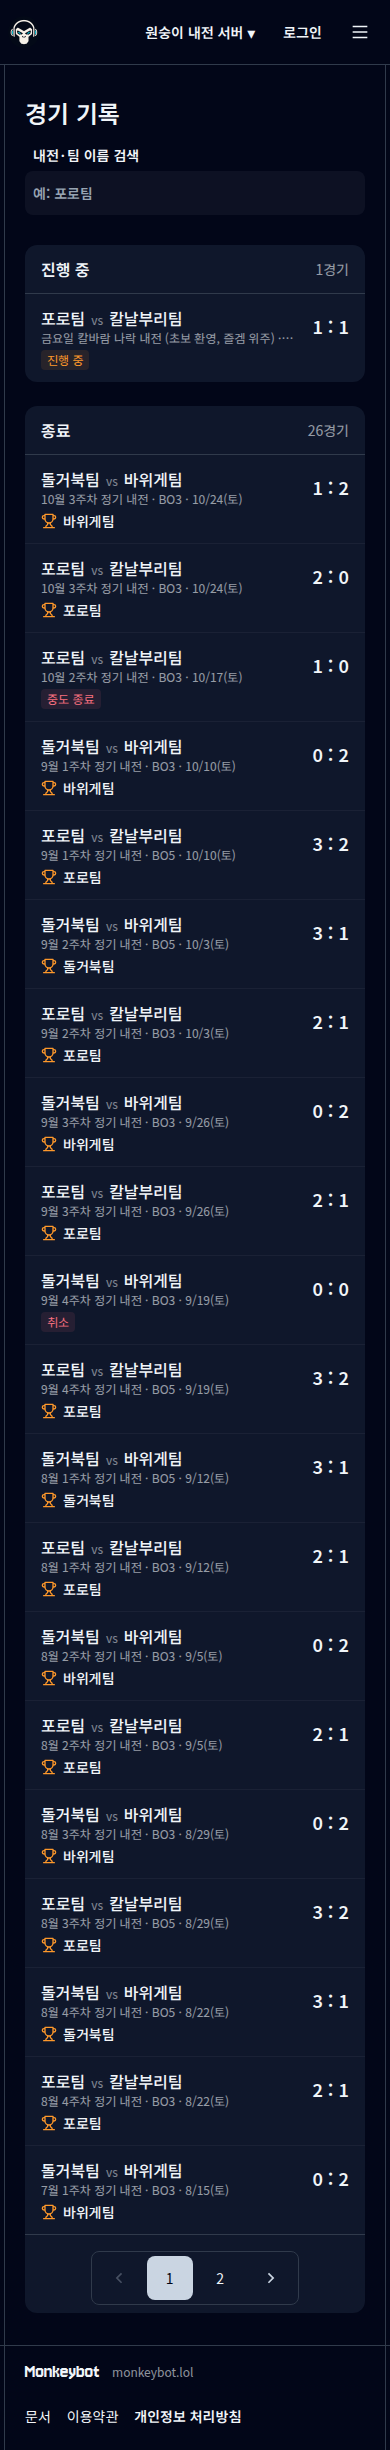 원숭이 내전 서버 ▾ 로그인
경기 기록
내전·팀 이름 검색
예: 포로팀
진행 중 1경기
포로팀 vs 칼날부리팀 1 : 1
금요일 칼바람 나락 내전 (초보 환영, 즐겜 위주) ·…
진행 중
종료 26경기
돌거북팀 vs 바위게팀 1 : 2
10월 3주차 정기 내전 · BO3 · 10/24(토)
바위게팀
포로팀 vs 칼날부리팀 2 : 0
10월 3주차 정기 내전 · BO3 · 10/24(토)
포로팀
포로팀 vs 칼날부리팀 1 : 0
10월 2주차 정기 내전 · BO3 · 10/17(토)
중도 종료
돌거북팀 vs 바위게팀 0 : 2
9월 1주차 정기 내전 · BO3 · 10/10(토)
바위게팀
포로팀 vs 칼날부리팀 3 : 2
9월 1주차 정기 내전 · BO5 · 10/10(토)
포로팀
돌거북팀 vs 바위게팀 3 : 1
9월 2주차 정기 내전 · BO5 · 10/3(토)
돌거북팀
포로팀 vs 칼날부리팀 2 : 1
9월 2주차 정기 내전 · BO3 · 10/3(토)
포로팀
돌거북팀 vs 바위게팀 0 : 2
9월 3주차 정기 내전 · BO3 · 9/26(토)
바위게팀
포로팀 vs 칼날부리팀 2 : 1
9월 3주차 정기 내전 · BO3 · 9/26(토)
포로팀
돌거북팀 vs 바위게팀 0 : 0
9월 4주차 정기 내전 · BO3 · 9/19(토)
취소
포로팀 vs 칼날부리팀 3 : 2
9월 4주차 정기 내전 · BO5 · 9/19(토)
포로팀
돌거북팀 vs 바위게팀 3 : 1
8월 1주차 정기 내전 · BO5 · 9/12(토)
돌거북팀
포로팀 vs 칼날부리팀 2 : 1
8월 1주차 정기 내전 · BO3 · 9/12(토)
포로팀
돌거북팀 vs 바위게팀 0 : 2
8월 2주차 정기 내전 · BO3 · 9/5(토)
바위게팀
포로팀 vs 칼날부리팀 2 : 1
8월 2주차 정기 내전 · BO3 · 9/5(토)
포로팀
돌거북팀 vs 바위게팀 0 : 2
8월 3주차 정기 내전 · BO3 · 8/29(토)
바위게팀
포로팀 vs 칼날부리팀 3 : 2
8월 3주차 정기 내전 · BO5 · 8/29(토)
포로팀
돌거북팀 vs 바위게팀 3 : 1
8월 4주차 정기 내전 · BO5 · 8/22(토)
돌거북팀
포로팀 vs 칼날부리팀 2 : 1
8월 4주차 정기 내전 · BO3 · 8/22(토)
포로팀
돌거북팀 vs 바위게팀 0 : 2
7월 1주차 정기 내전 · BO3 · 8/15(토)
바위게팀
1 2
Monkeybot monkeybot.lol
문서 이용약관 개인정보 처리방침